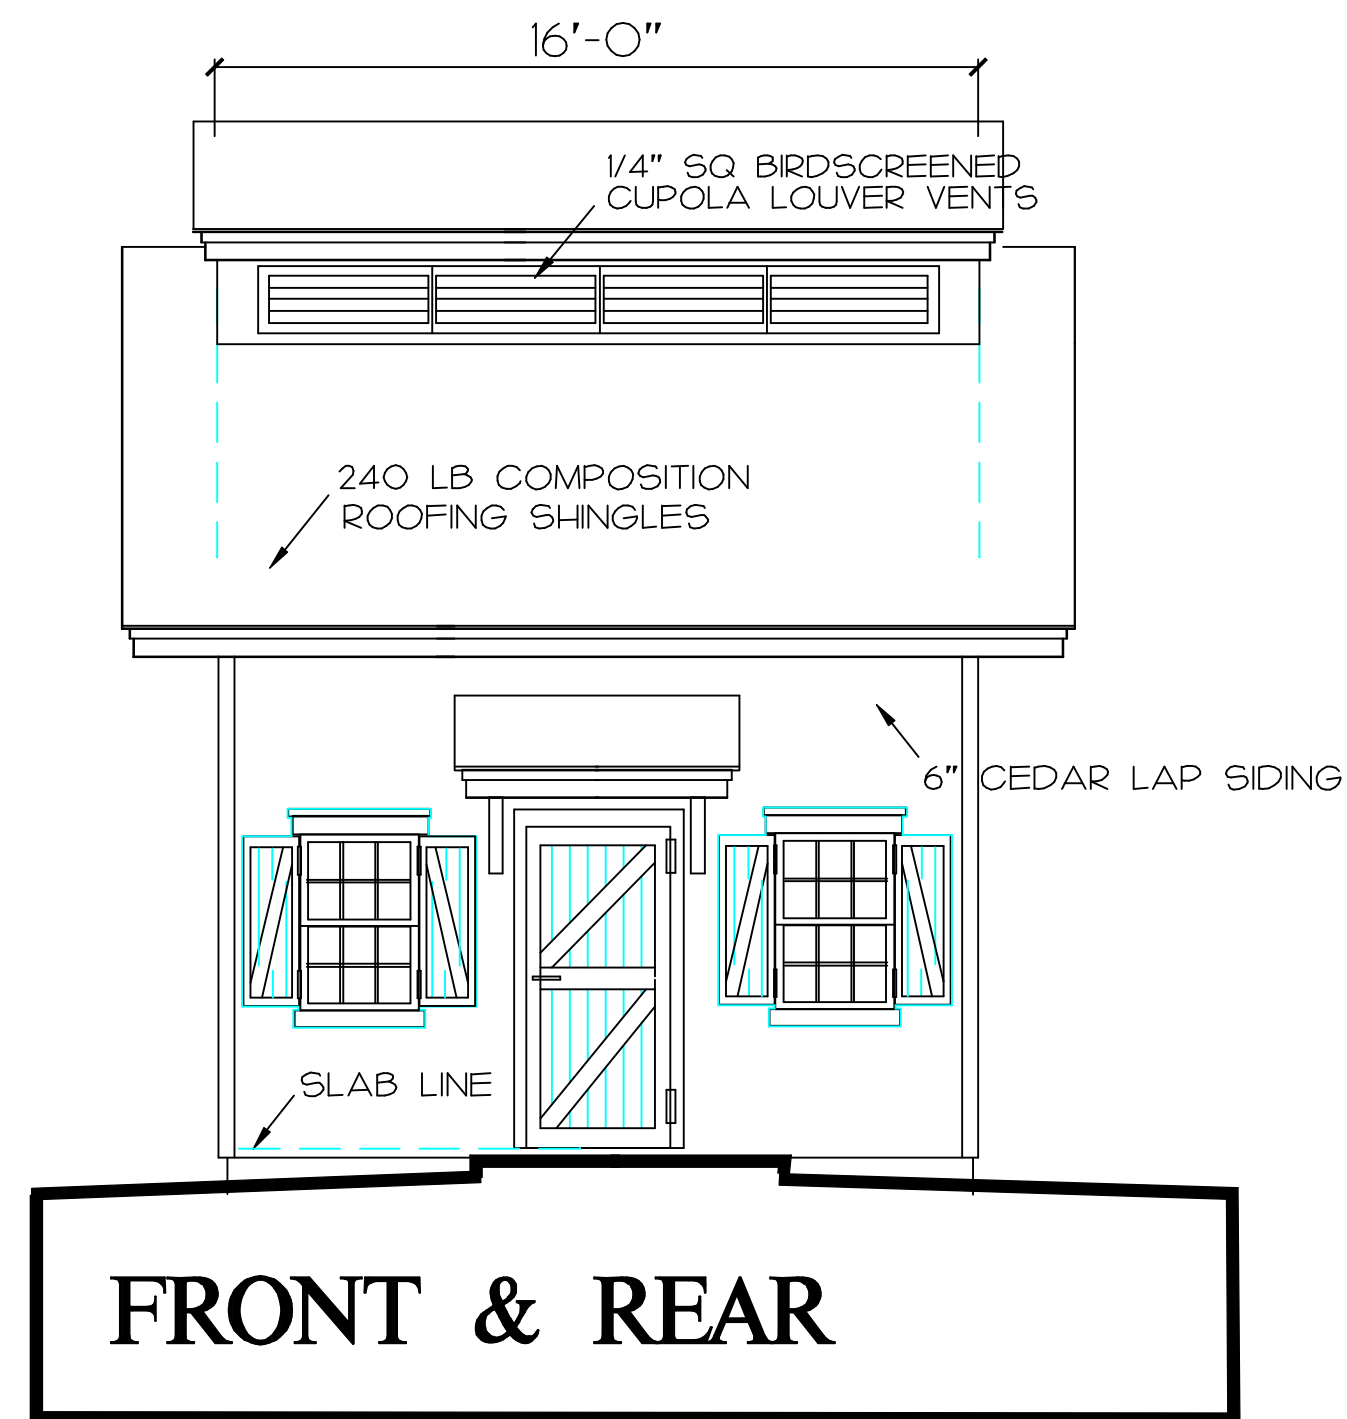 16'-0"
1/4" SQ BIRDSCREENED
CUPOLA LOUVER VENTS
240 LB COMPOSITION
ROOFING SHINGLES
6" CEDAR LAP SIDING
SLAB LINE
FRONT & REAR